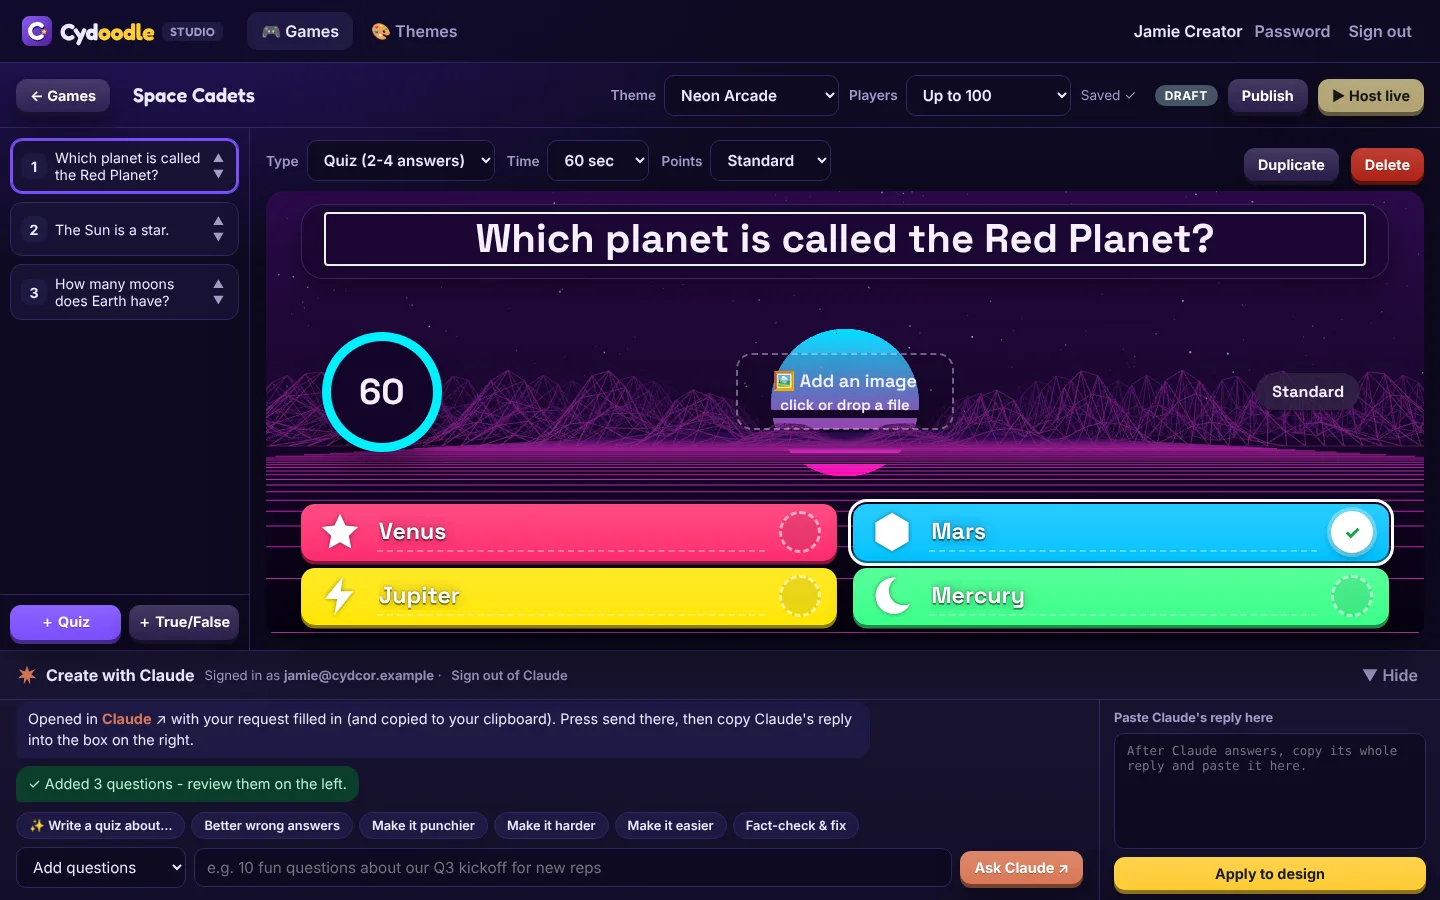 Cydoodle STUDIO 🎮 Games 🎨 Themes Jamie Creator Password Sign out
← Games Space Cadets Theme Neon Arcade Players Up to 100 Saved ✓ DRAFT Publish ▶ Host live
1 Which planet is called
the Red Planet?
2 The Sun is a star.
3 How many moons
does Earth have?
+ Quiz + True/False
Type Quiz (2-4 answers) Time 60 sec Points Standard Duplicate Delete
Which planet is called the Red Planet?
60
🖼️ Add an image
click or drop a file
Standard
Venus
Mars
Jupiter
Mercury
Create with Claude Signed in as jamie@cydcor.example · Sign out of Claude ▼ Hide
Opened in Claude ↗ with your request filled in (and copied to your clipboard). Press send there, then copy Claude's reply
into the box on the right.
✓ Added 3 questions - review them on the left.
✨ Write a quiz about... Better wrong answers Make it punchier Make it harder Make it easier Fact-check & fix
Add questions e.g. 10 fun questions about our Q3 kickoff for new reps Ask Claude ↗
Paste Claude's reply here
After Claude answers, copy its whole
reply and paste it here.
Apply to design